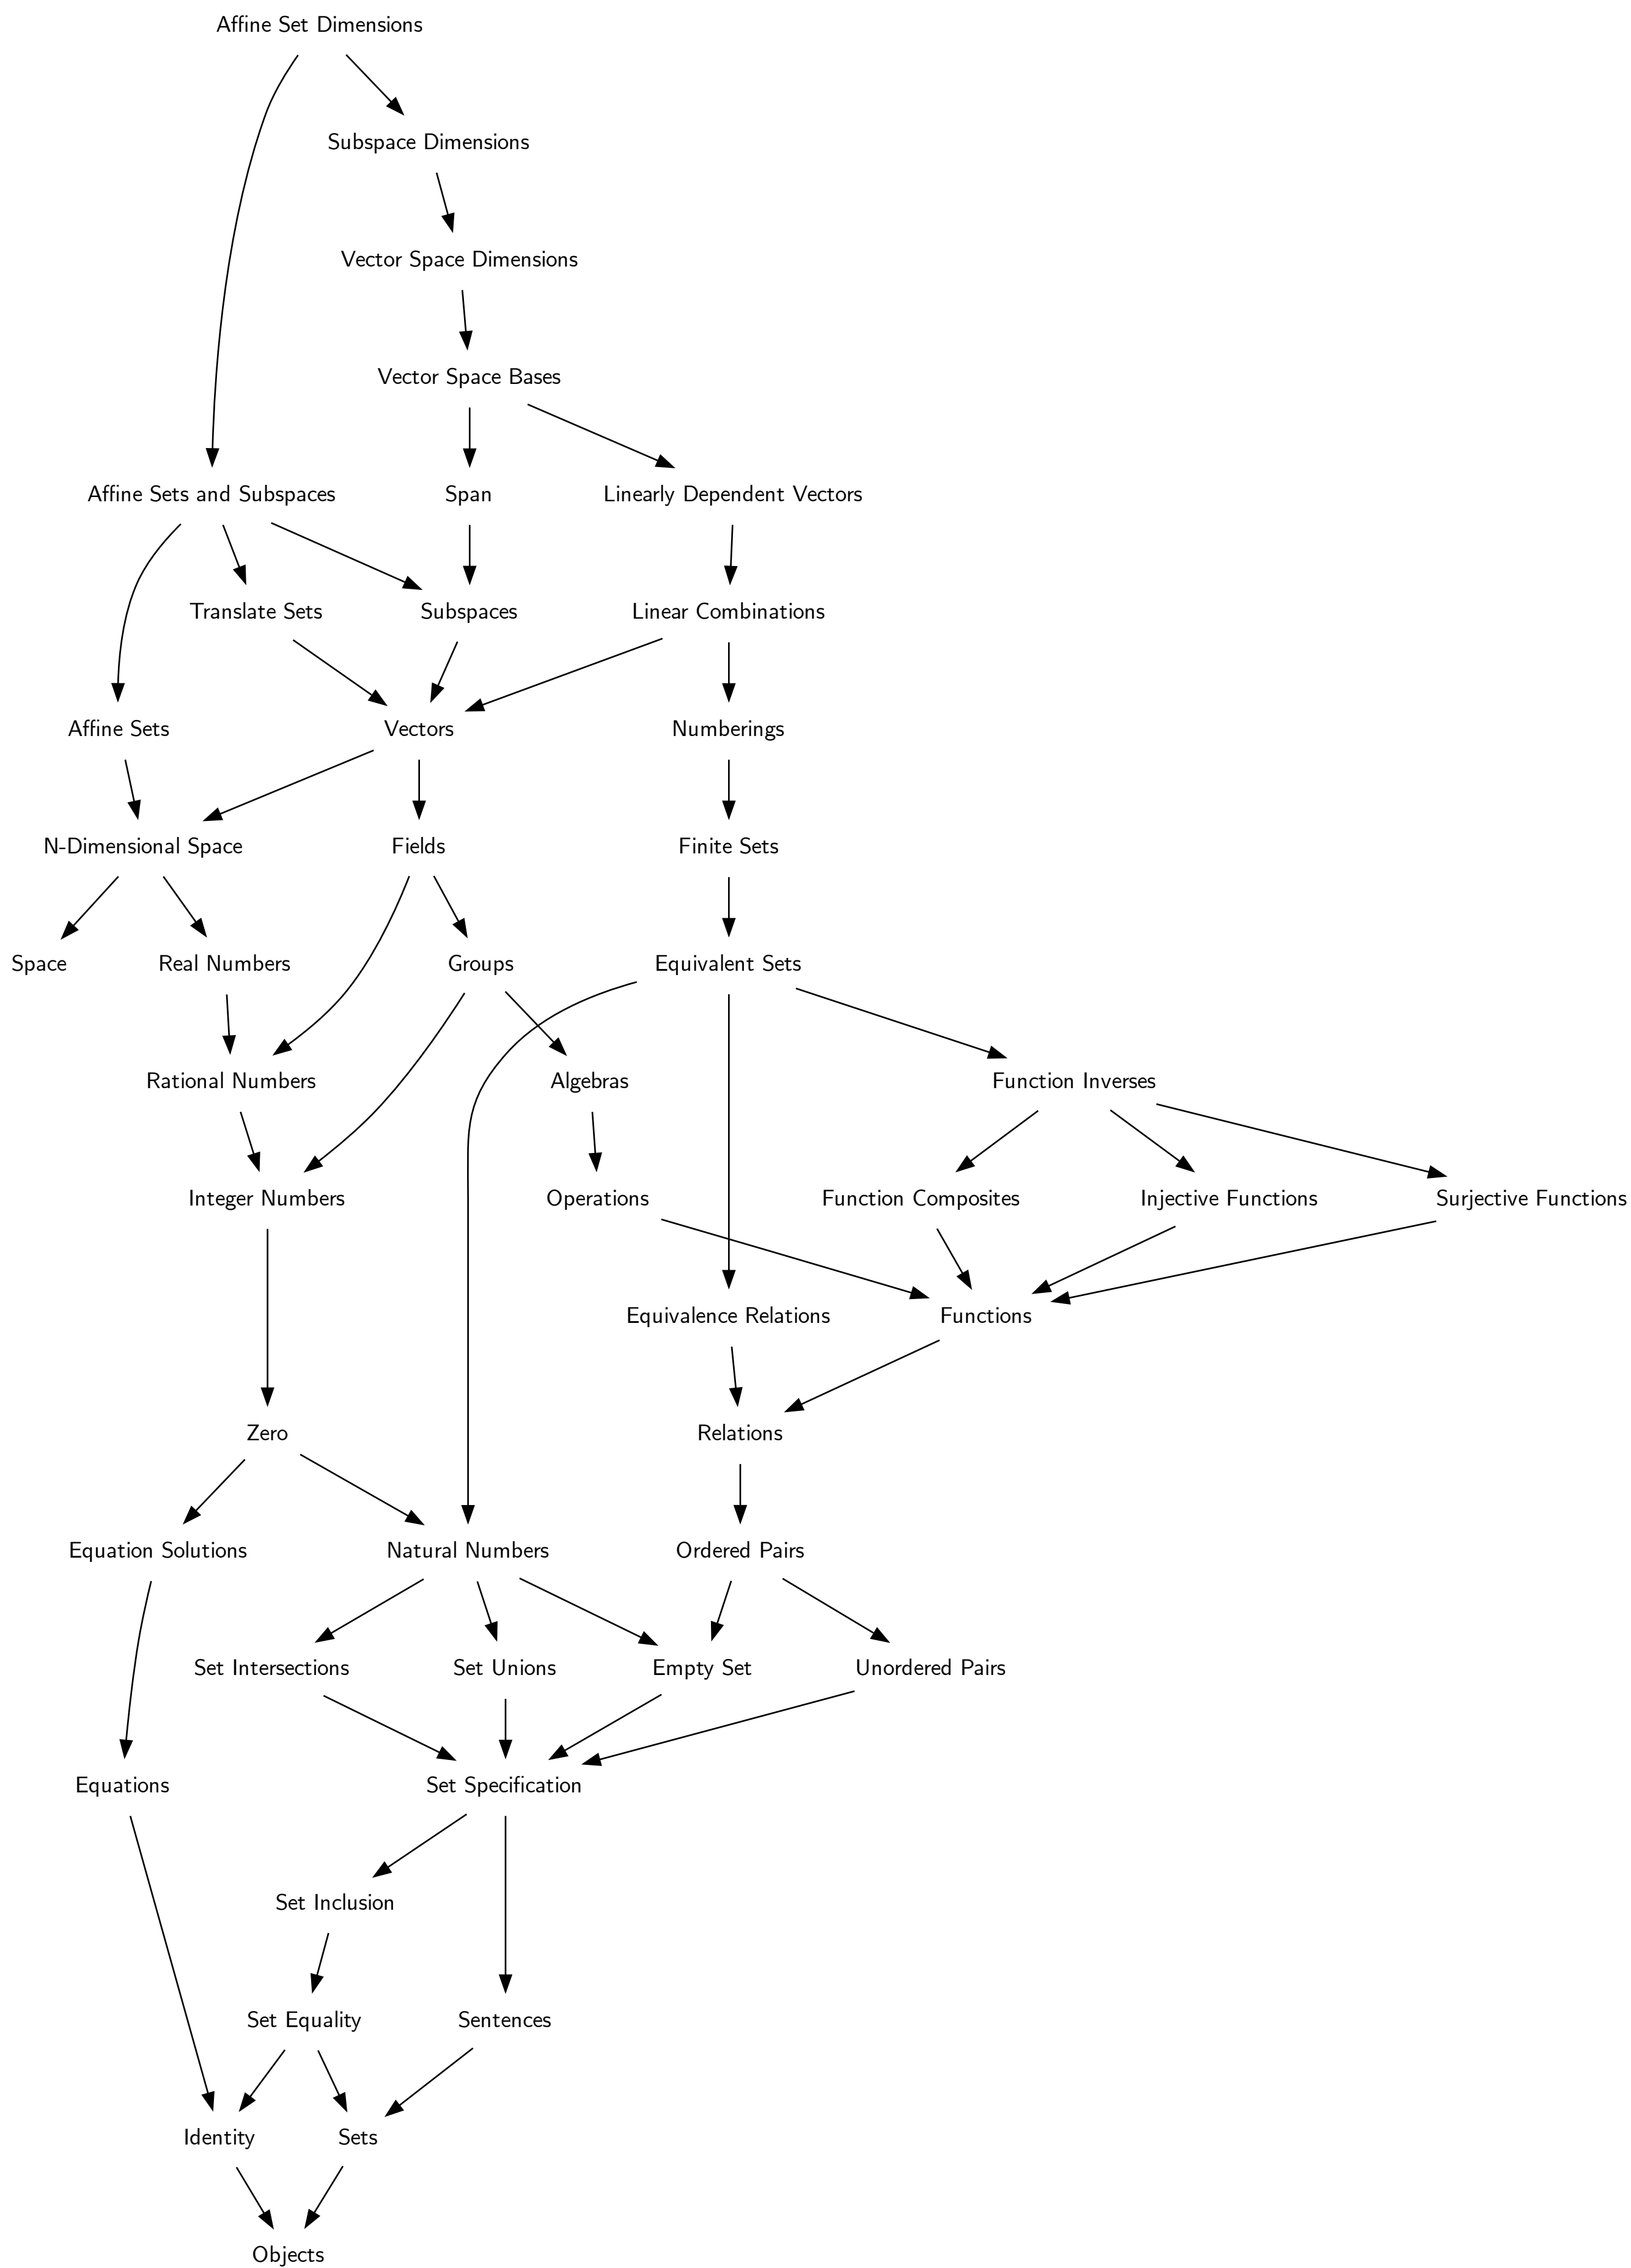 Affine Set Dimensions
Subspace Dimensions
Vector Space Dimensions
Vector Space Bases
Affine Sets and Subspaces
Span
Linearly Dependent Vectors
Translate Sets
Subspaces
Linear Combinations
Affine Sets
Vectors
Numberings
N-Dimensional Space
Fields
Finite Sets
Space
Real Numbers
Groups
Equivalent Sets
Rational Numbers
Algebras
Function Inverses
Integer Numbers
Operations
Function Composites
Injective Functions
Surjective Functions
Equivalence Relations
Functions
Zero
Relations
Equation Solutions
Natural Numbers
Ordered Pairs
Set Intersections
Set Unions
Empty Set
Unordered Pairs
Equations
Set Specification
Set Inclusion
Set Equality
Sentences
Identity
Sets
Objects